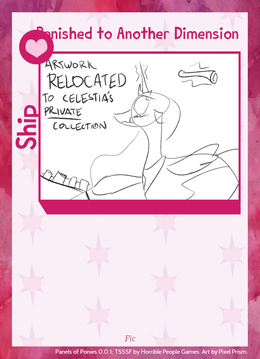 Banished to Another Dimension
ARTWORK
RELOCATED
TO CELESTIA'S
PRIVATE
COLLECTION
Ship
Fic
Panels of Ponies 0.0.1; TSSSF by Horrible People Games. Art by Pixel Prism.